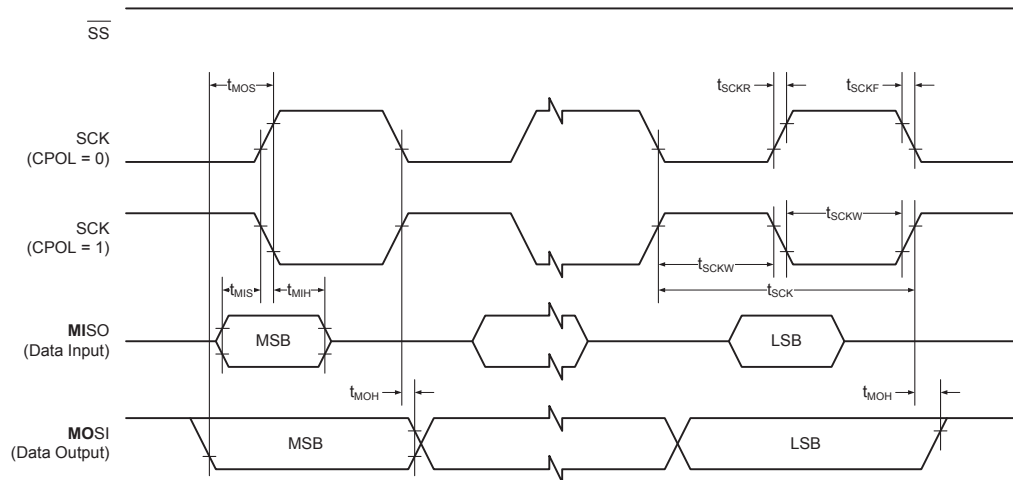 SS
tMOS
tSCKR
tSCKF
SCK
(CPOL = 0)
SCK
(CPOL = 1)
tSCKW
tSCKW
tSCK
tMIS
tMIH
MISO
(Data Input)
MSB
LSB
tMOH
tMOH
MOSI
(Data Output)
MSB
LSB